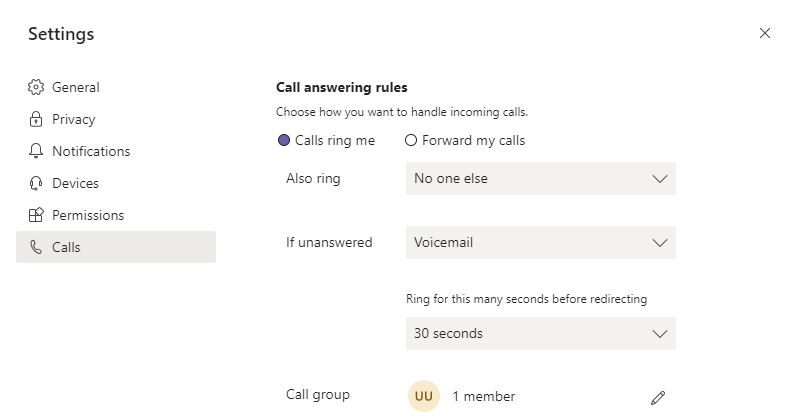 Settings
General
Privacy
Notifications
Devices
Permissions
Calls
Call answering rules
Choose how you want to handle incoming calls.
Calls ring me Forward my calls
Also ring No one else
If unanswered Voicemail
Ring for this many seconds before redirecting
30 seconds
Call group UU 1 member